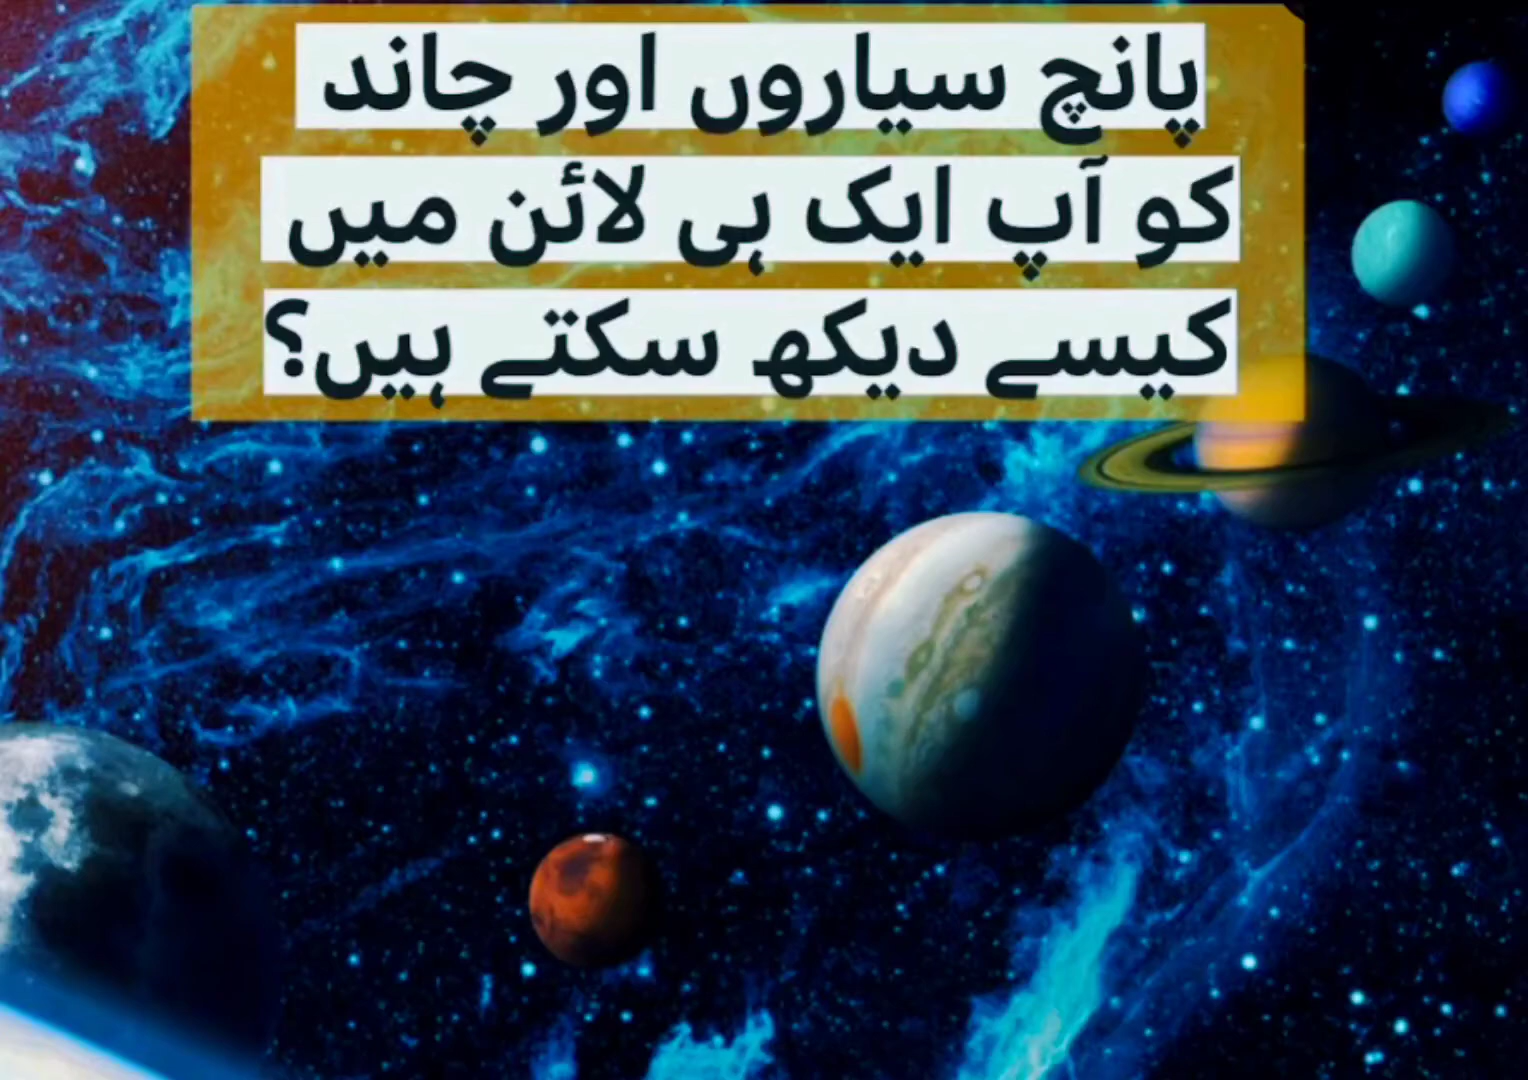 پانچ سیاروں اور چاند
کو آپ ایک ہی لائن میں
کیسے دیکھ سکتے ہیں؟